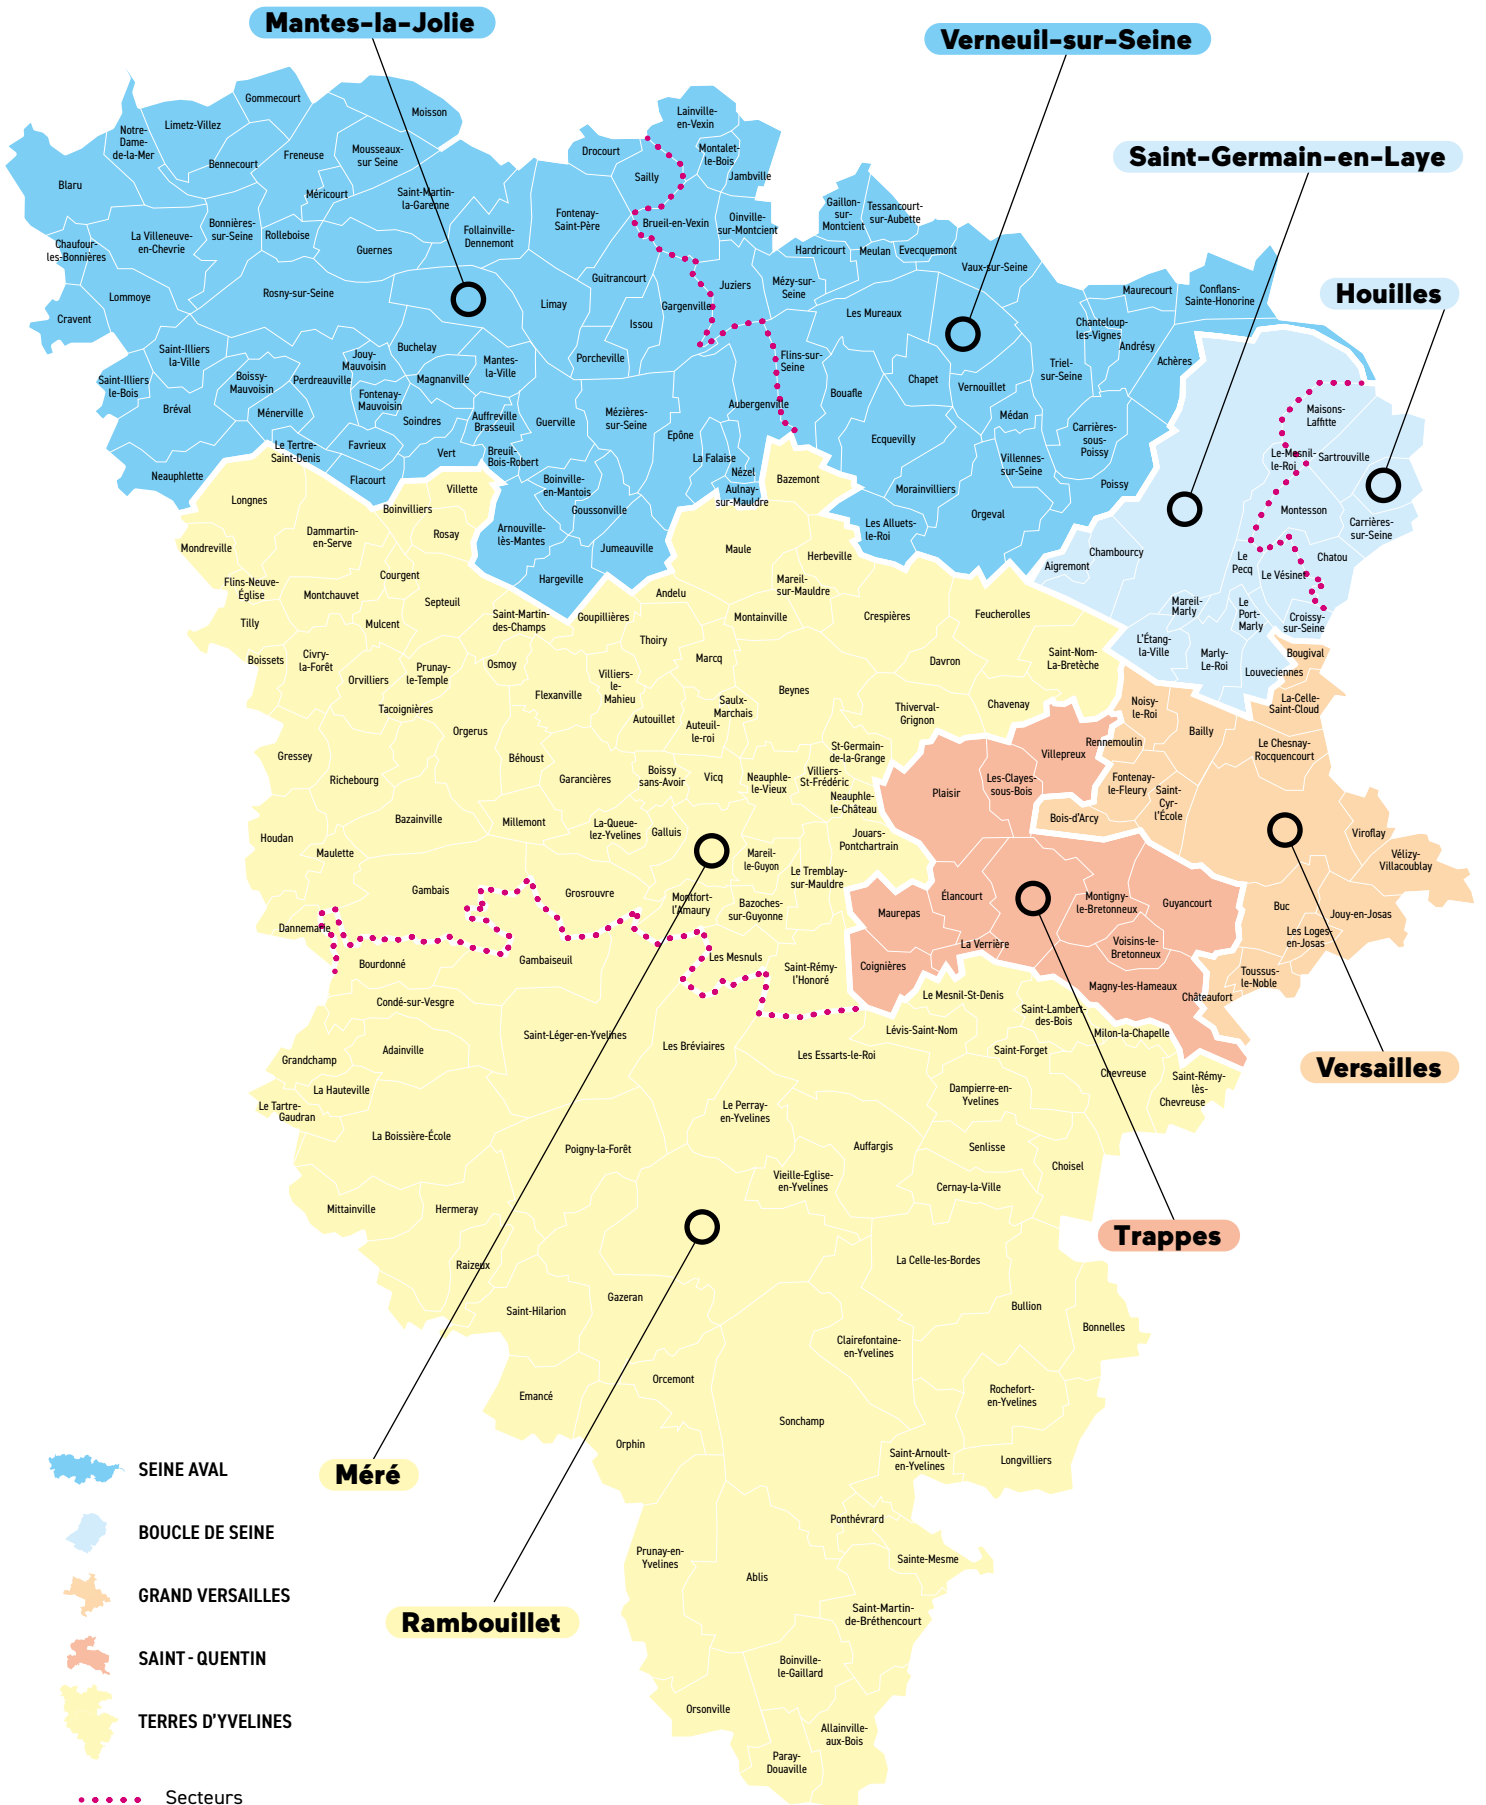 Mantes-la-Jolie
Verneuil-sur-Seine
Saint-Germain-en-Laye
Houilles
Gommecourt
Moisson
Limetz-Villez
Notre-
Dame-
de-la-Mer
Bennecourt
Freneuse
Mousseaux-
sur Seine
Blaru
Méricourt
Saint-Martin-
la-Garenne
Lainville-
en-Vexin
Drocourt
Montalet-
le-Bois
Sailly
Jambville
Chaufour-
les-Bonnières
La Villeneuve-
en-Chevrie
Bonnières-
sur-Seine
Rolleboise
Guernes
Follainville-
Dennemont
Fontenay-
Saint-Père
Brueil-en-Vexin
Oinville-
sur-Montcient
Gaillon-
sur-
Montcient
Tessancourt-
sur-Aubette
Hardricourt
Meulan
Evecquemont
Vaux-sur-Seine
Lommoye
Rosny-sur-Seine
Cravent
Guitrancourt
Limay
Issou
Gargenville
Juziers
Mézy-sur-
Seine
Les Mureaux
Maurecourt
Conflans-
Sainte-Honorine
Chanteloup-
les-Vignes
Andrésy
Achères
Saint-Illiers
la-Ville
Saint-Illiers
le-Bois
Boissy-
Mauvoisin
Perdreauville
Jouy-
Mauvoisin
Buchelay
Magnanville
Mantes-
la-Ville
Porcheville
Flins-sur-
Seine
Chapet
Vernouillet
Triel-
sur-Seine
Bréval
Ménerville
Fontenay-
Mauvoisin
Soindres
Auffreville
Brasseuil
Guerville
Mézières-
sur-Seine
Aubergenville
Bouafle
Médan
Ecquevilly
Carrières-
sous-
Poissy
Neauphlette
Le Tertre-
Saint-Denis
Favrieux
Flacourt
Vert
Breuil-
Bois-Robert
Boinville-
en-Mantois
Epône
La Falaise
Nézel
Aulnay-
sur-Mauldre
Villennes-
sur-Seine
Morainvilliers
Poissy
Orgeval
Les Alluets-
le-Roi
Goussonville
Arnouville-
lès-Mantes
Jumeauville
Hargeville
Maisons-
Laffitte
Le-Mesnil-
le-Roi
Sartrouville
Montesson
Carrières-
sur-Seine
Chambourcy
Aigremont
Le
Pecq
Le Vésinet
Chatou
Mareil-
Marly
Le
Port-
Marly
Croissy-
sur-Seine
L'Étang-
la-Ville
Marly-
Le-Roi
Louveciennes
Bougival
La-Celle-
Saint-Cloud
Noisy-
le-Roi
Bailly
Rennemoulin
Le Chesnay-
Rocquencourt
Fontenay-
le-Fleury
Saint-
Cyr-
l'École
Bois-d'Arcy
Viroflay
Vélizy-
Villacoublay
Buc
Jouy-en-Josas
Les Loges-
en-Josas
Toussus-
le-Noble
Châteaufort
Villepreux
Les-Clayes-
sous-Bois
Plaisir
Élancourt
Maurepas
Montigny-
le-Bretonneux
Guyancourt
La Verrière
Voisins-le-
Bretonneux
Coignières
Magny-les-Hameaux
Longnes
Villette
Boinvilliers
Dammartin-
en-Serve
Rosay
Mondreville
Bazemont
Maule
Herbeville
Flins-Neuve-
Église
Courgent
Montchauvet
Septeuil
Tilly
Mulcent
Saint-Martin-
des-Champs
Goupillières
Andelu
Mareil-
sur-Mauldre
Montainville
Crespières
Feucherolles
Thoiry
Boissets
Civry-
la-Forêt
Orvilliers
Prunay-
le-Temple
Osmoy
Flexanville
Villiers-
le-
Mahieu
Marcq
Beynes
Davron
Saint-Nom-
La-Bretèche
Tacoignières
Orgerus
Autouillet
Saulx-
Marchais
Auteuil-
le-roi
Thiverval-
Grignon
Chavenay
Gressey
Richebourg
Béhoust
Garancières
Boissy
sans-Avoir
Vicq
Neauphle-
le-Vieux
Villiers-
St-Frédéric
St-Germain-
de-la-Grange
Neauphle-
le-Château
Houdan
Bazainville
Maulette
Millemont
La-Queue-
lez-Yvelines
Galluis
Mareil-
le-Guyon
Jouars-
Pontchartrain
Le Tremblay-
sur-Mauldre
Gambais
Grosrouvre
Montfort-
l'Amaury
Bazoches-
sur-Guyonne
Dannemarie
Bourdonné
Gambaiseuil
Les Mesnuls
Saint-Rémy-
l'Honoré
Condé-sur-Vesgre
Saint-Léger-en-Yvelines
Les Bréviaires
Les Essarts-le-Roi
Le Mesnil-St-Denis
Lévis-Saint-Nom
Saint-Lambert-
des-Bois
Milon-la-Chapelle
Saint-Forget
Chevreuse
Saint-Rémy-
lès-
Chevreuse
Grandchamp
Adainville
La Hauteville
Le Tartre-
Gaudran
La Boissière-École
Dampierre-en-
Yvelines
Le Perray-
en-Yvelines
Poigny-la-Forêt
Auffargis
Senlisse
Choisel
Vieille-Eglise-
en-Yvelines
Cernay-la-Ville
Mittainville
Hermeray
Raizeux
Saint-Hilarion
Gazeran
La Celle-les-Bordes
Bullion
Bonnelles
Clairefontaine-
en-Yvelines
Emancé
Orcemont
Rochefort-
en-Yvelines
Sonchamp
Orphin
Saint-Arnoult-
en-Yvelines
Longvilliers
Ponthévrard
Prunay-en-
Yvelines
Ablis
Sainte-Mesme
Saint-Martin-
de-Bréthencourt
Boinville-
le-Gaillard
Orsonville
Allainville-
aux-Bois
Paray-
Douaville
Versailles
Trappes
Méré
Rambouillet
SEINE AVAL
BOUCLE DE SEINE
GRAND VERSAILLES
SAINT - QUENTIN
TERRES D'YVELINES
Secteurs